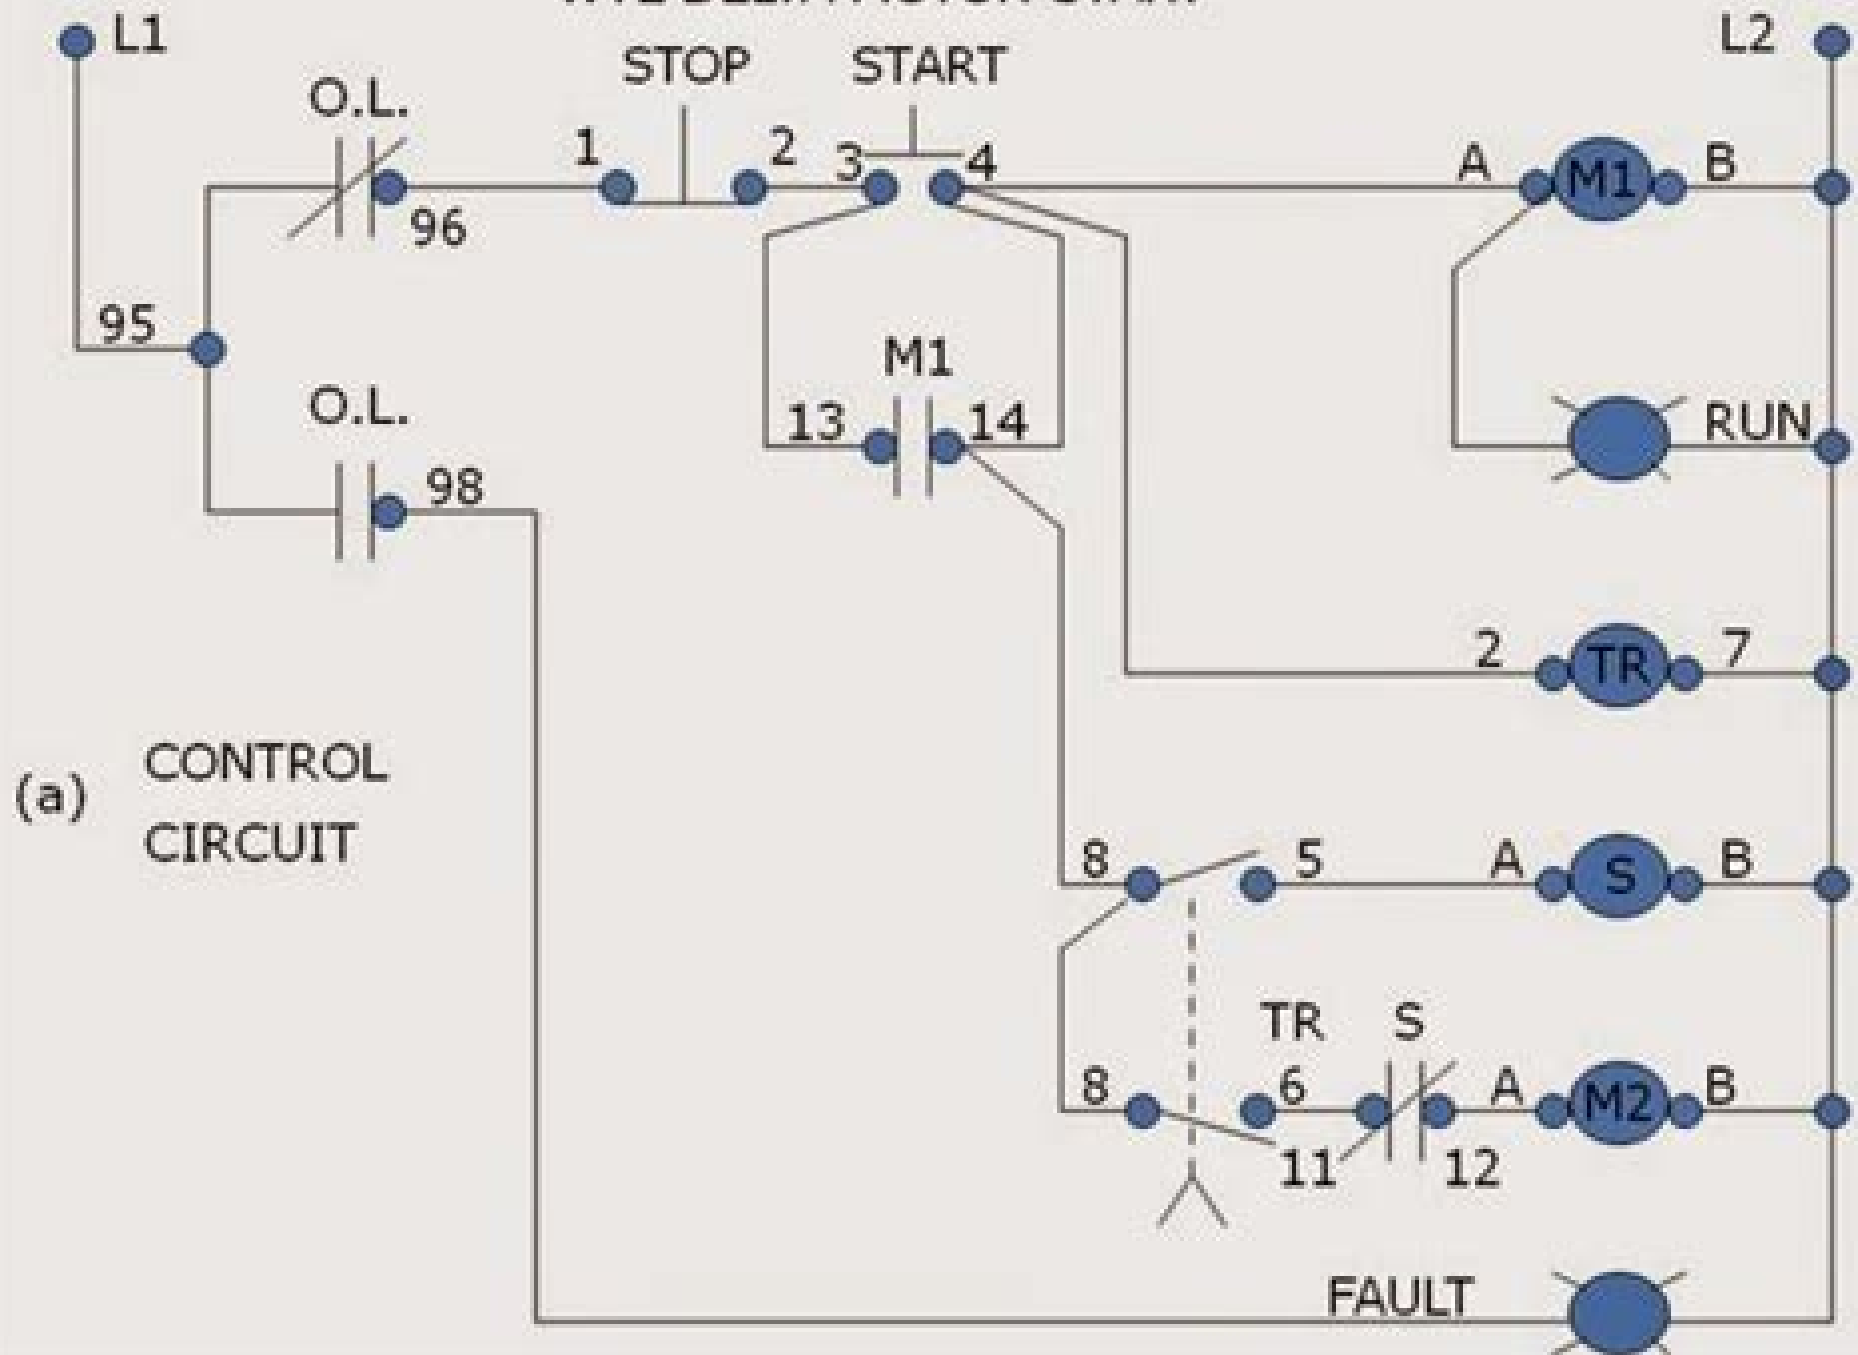 L1
L2
STOP START
O.L.
1 2 3 4 A M1 B
96
95
M1
O.L.
13 14 RUN
98
2 TR 7
CONTROL
(a)
CIRCUIT
8 5 A S B
TR S
8 6 A M2 B
11 12
FAULT